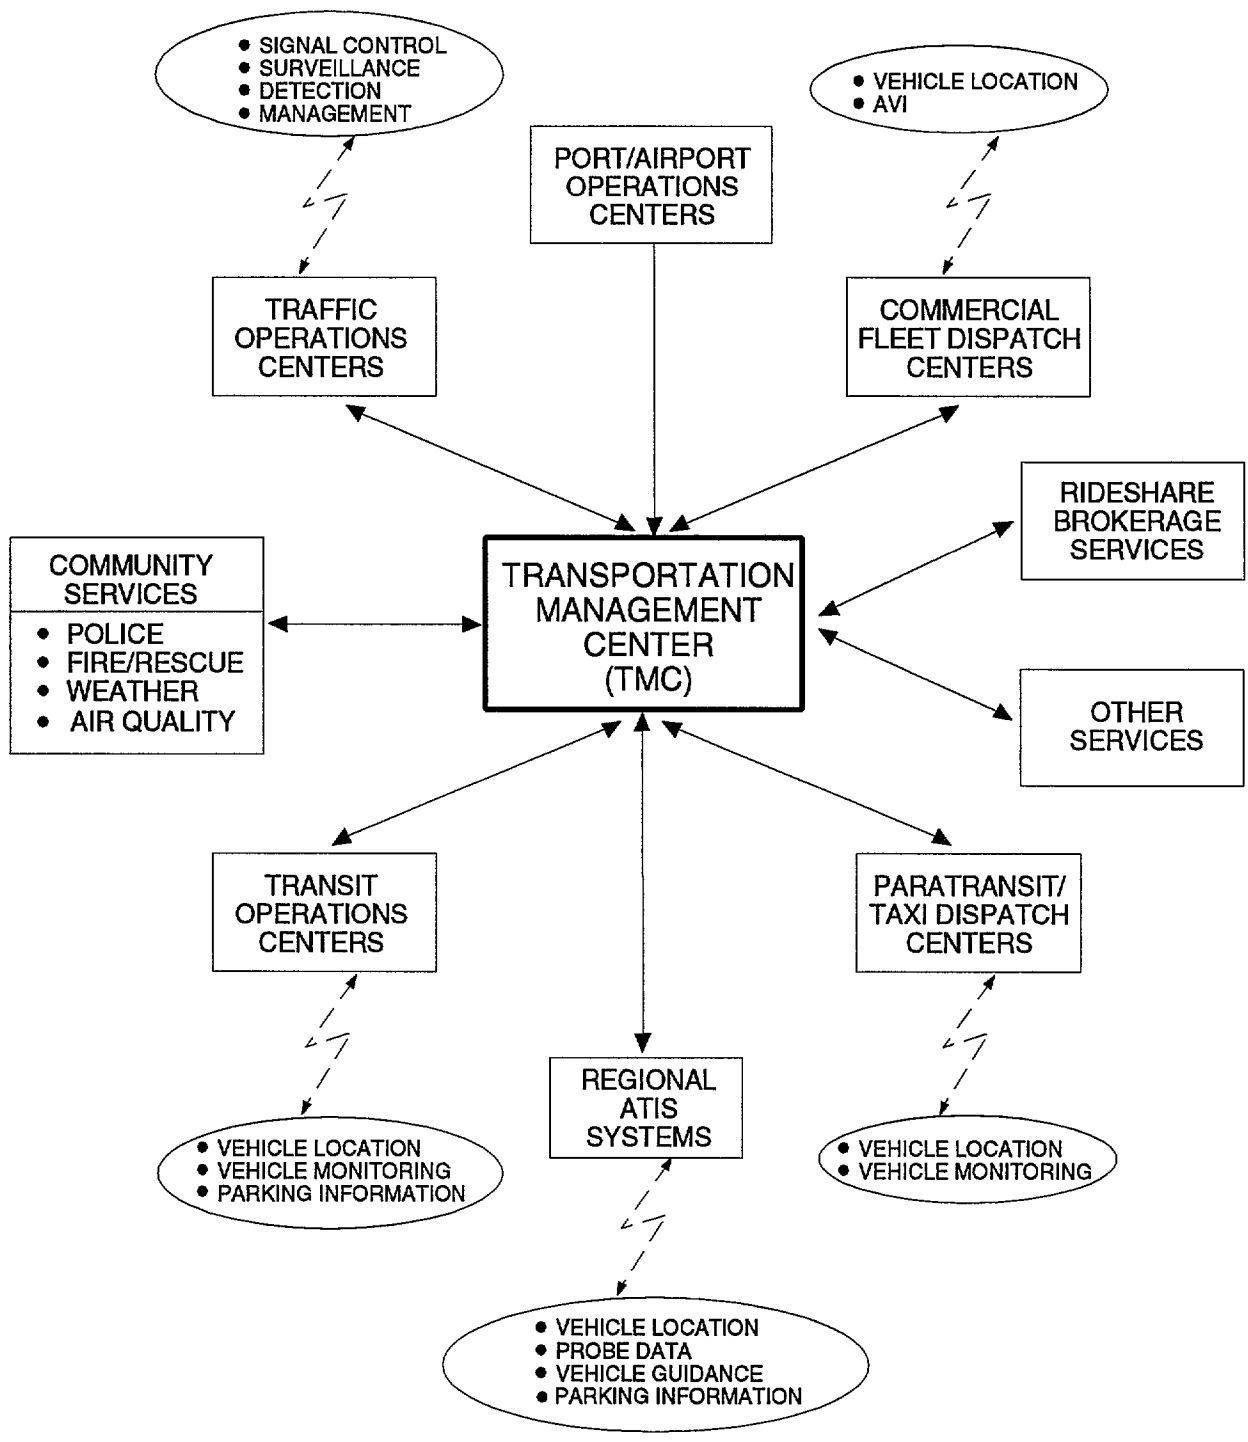 ● SIGNAL CONTROL
● SURVEILLANCE
● DETECTION
● MANAGEMENT
● VEHICLE LOCATION
● AVI
PORT/AIRPORT
OPERATIONS
CENTERS
TRAFFIC
OPERATIONS
CENTERS
COMMERCIAL
FLEET DISPATCH
CENTERS
RIDESHARE
BROKERAGE
SERVICES
COMMUNITY
SERVICES
● POLICE
● FIRE/RESCUE
● WEATHER
● AIR QUALITY
TRANSPORTATION
MANAGEMENT
CENTER
(TMC)
OTHER
SERVICES
TRANSIT
OPERATIONS
CENTERS
PARATRANSIT/
TAXI DISPATCH
CENTERS
REGIONAL
ATIS
SYSTEMS
● VEHICLE LOCATION
● VEHICLE MONITORING
● PARKING INFORMATION
● VEHICLE LOCATION
● VEHICLE MONITORING
● VEHICLE LOCATION
● PROBE DATA
● VEHICLE GUIDANCE
● PARKING INFORMATION